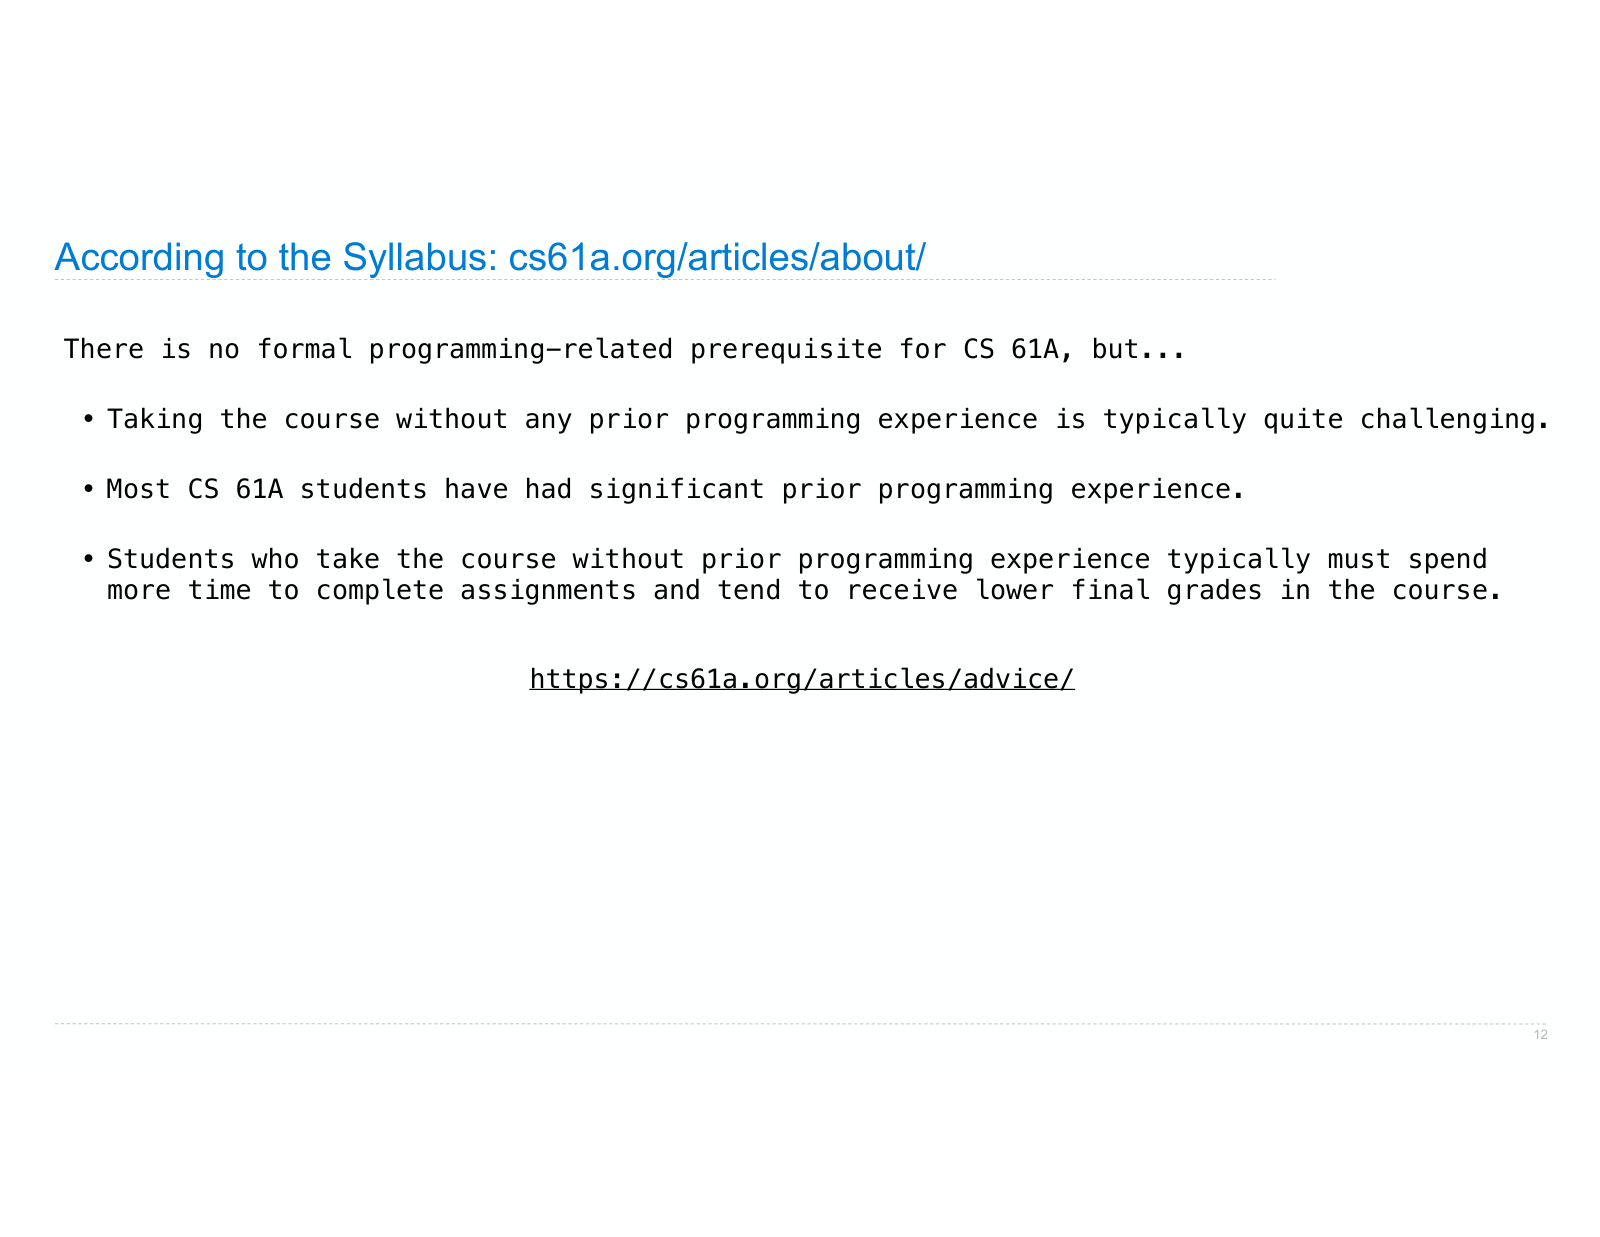 According to the Syllabus: cs61a.org/articles/about/
There is no formal programming-related prerequisite for CS 61A, but...
• Taking the course without any prior programming experience is typically quite challenging.
• Most CS 61A students have had significant prior programming experience.
• Students who take the course without prior programming experience typically must spend
more time to complete assignments and tend to receive lower final grades in the course.
https://cs61a.org/articles/advice/
12